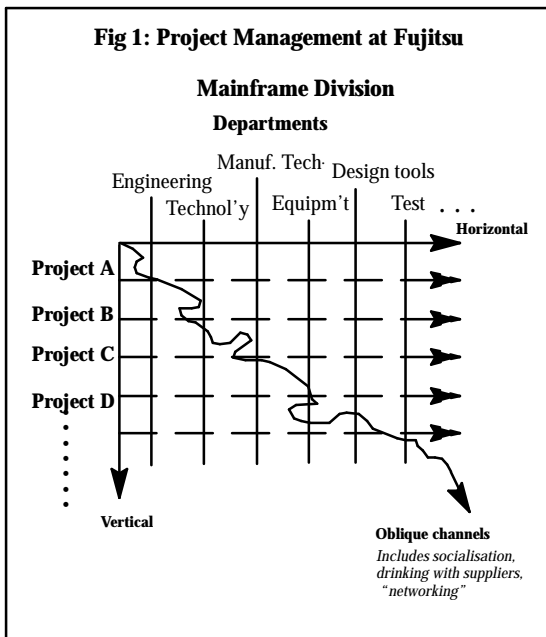 Fig 1: Project Management at Fujitsu
Mainframe Division
Departments
Manuf. Tech.
Design tools
Engineering
Technol'y
Equipm't
Test . . .
Horizontal
Project A
Project B
Project C
Project D
Vertical
Oblique channels
Includes socialisation,
drinking with suppliers,
“networking”